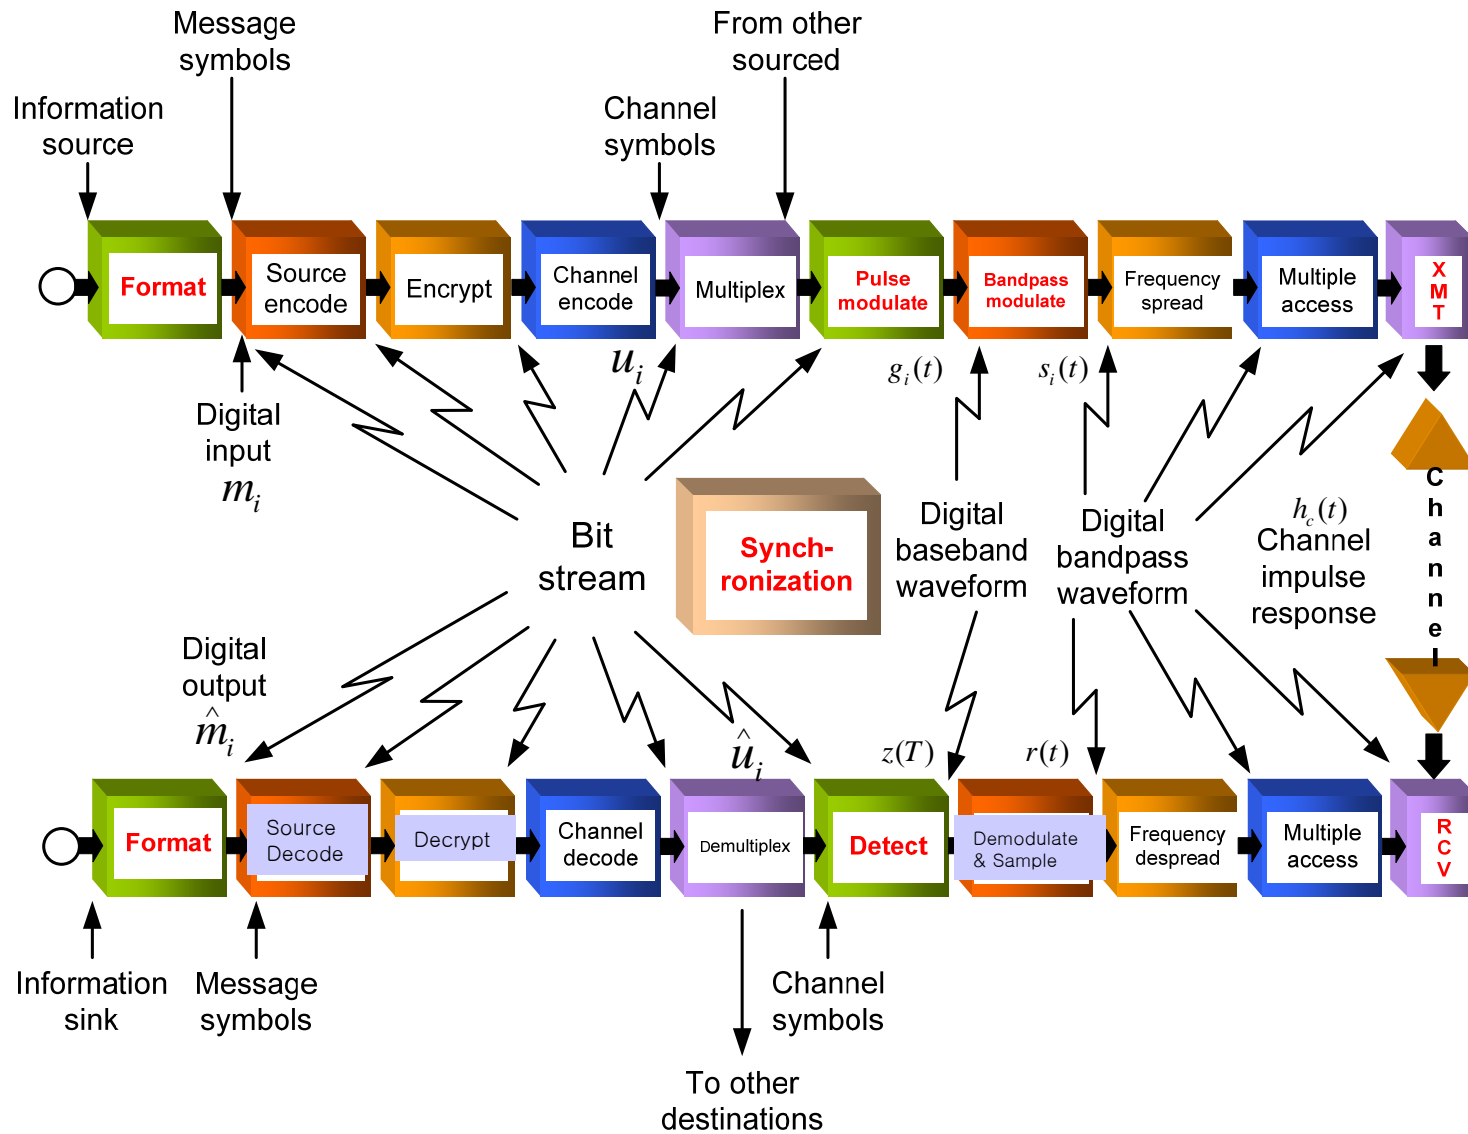 Message
symbols
From other
sourced
Information
source
Channel
symbols
Format
Source
encode
Encrypt
Channel
encode
Multiplex
Pulse
modulate
Bandpass
modulate
Frequency
spread
Multiple
access
X
M
T
u_i
g_i(t)
s_i(t)
Digital
input
m_i
Bit
stream
Synch-
ronization
Digital
baseband
waveform
Digital
bandpass
waveform
h_c(t)
Channel
impulse
response
C
h
a
n
n
e
l
Digital
output
m̂_i
û_i
z(T)
r(t)
Format
Source
Decode
Decrypt
Channel
decode
Demultiplex
Detect
Demodulate
& Sample
Frequency
despread
Multiple
access
R
C
V
Information
sink
Message
symbols
Channel
symbols
To other
destinations